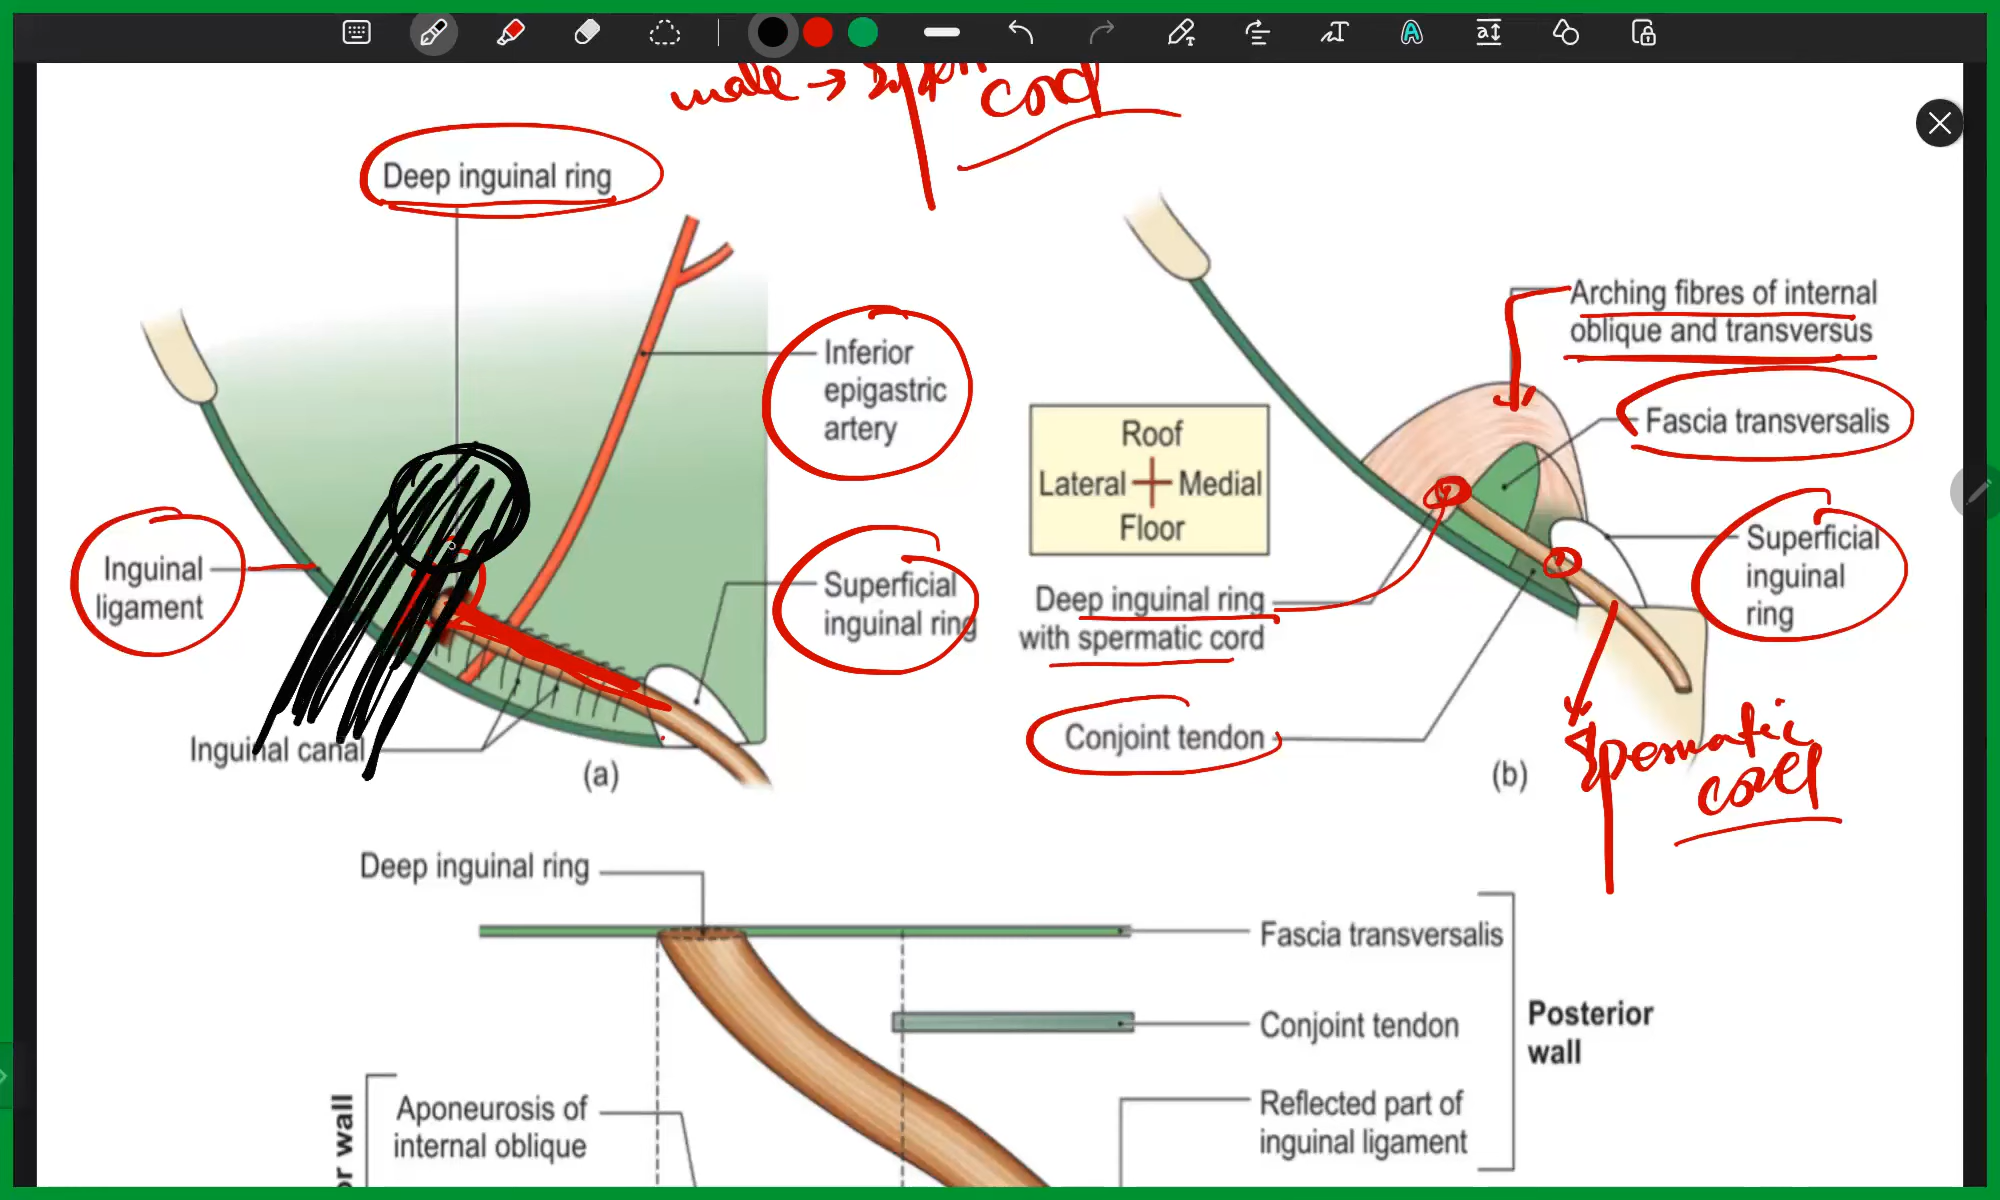 male →
cord
Deep inguinal ring
Inferior
epigastric
artery
Inguinal
ligament
Superficial
inguinal ring
Inguinal canal
(a)
Arching fibres of internal
oblique and transversus
Fascia transversalis
Roof
Lateral Medial
Floor
Superficial
inguinal
ring
Deep inguinal ring
with spermatic cord
Conjoint tendon
(b)
Spermatic
cord
Deep inguinal ring
Fascia transversalis
Conjoint tendon
Posterior
wall
Reflected part of
inguinal ligament
Aponeurosis of
internal oblique
or wall